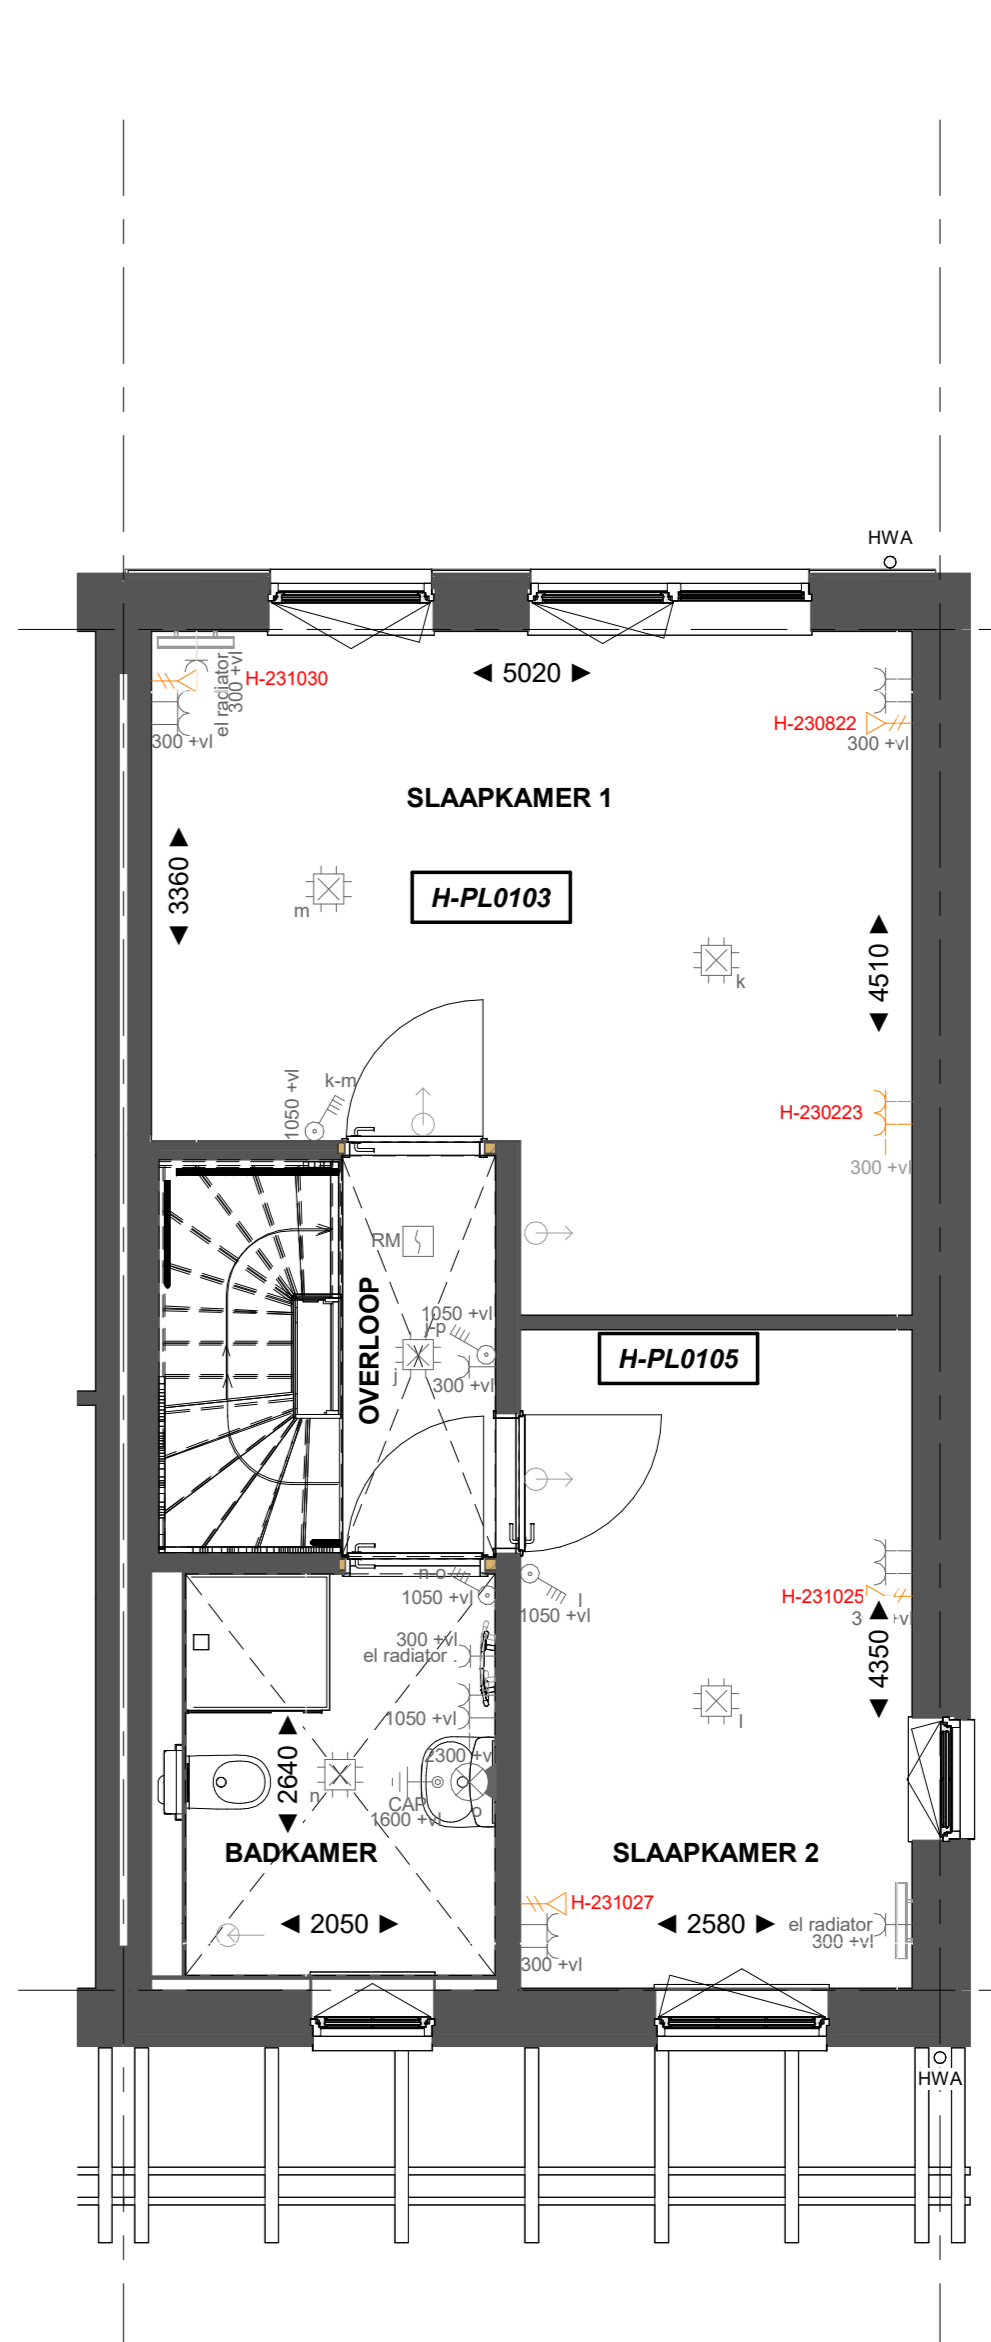 HWA
◄ 5020 ►
H-231030
el radiator
300 +vl
300 +vl
H-230822
300 +vl
SLAAPKAMER 1
◄ 3360 ►
m
H-PL0103
k
◄ 4510 ►
k-m
1050 +vl
H-230223
300 +vl
RM
OVERLOOP
1050 +vl
j-p
j
300 +vl
H-PL0105
n-o
1050 +vl
l
1050 +vl
H-231025
◄ 4350 ►
300 +vl
el radiator
1050 +vl
l
◄ 2640 ►
2300 +vl
n
CAP
1600 +vl
o
BADKAMER
SLAAPKAMER 2
H-231027
◄ 2050 ►
◄ 2580 ►
el radiator
300 +vl
300 +vl
HWA